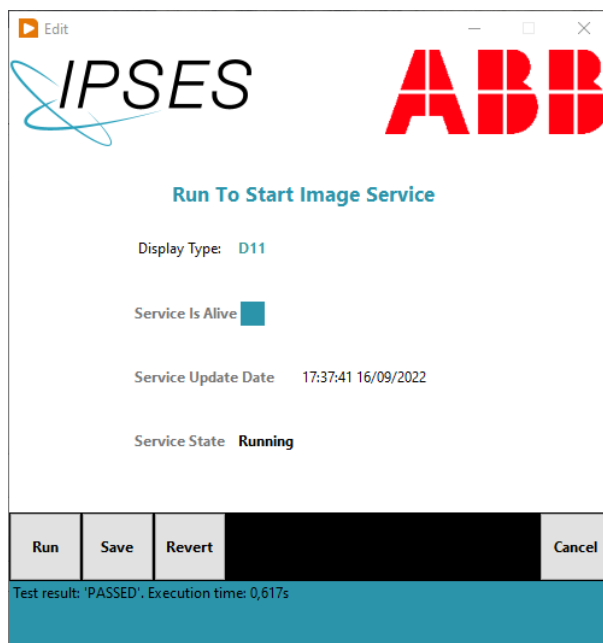 Edit
IPSES
ABB
Run To Start Image Service
Display Type: D11
Service Is Alive
Service Update Date 17:37:41 16/09/2022
Service State Running
Run Save Revert Cancel
Test result: 'PASSED'. Execution time: 0,617s